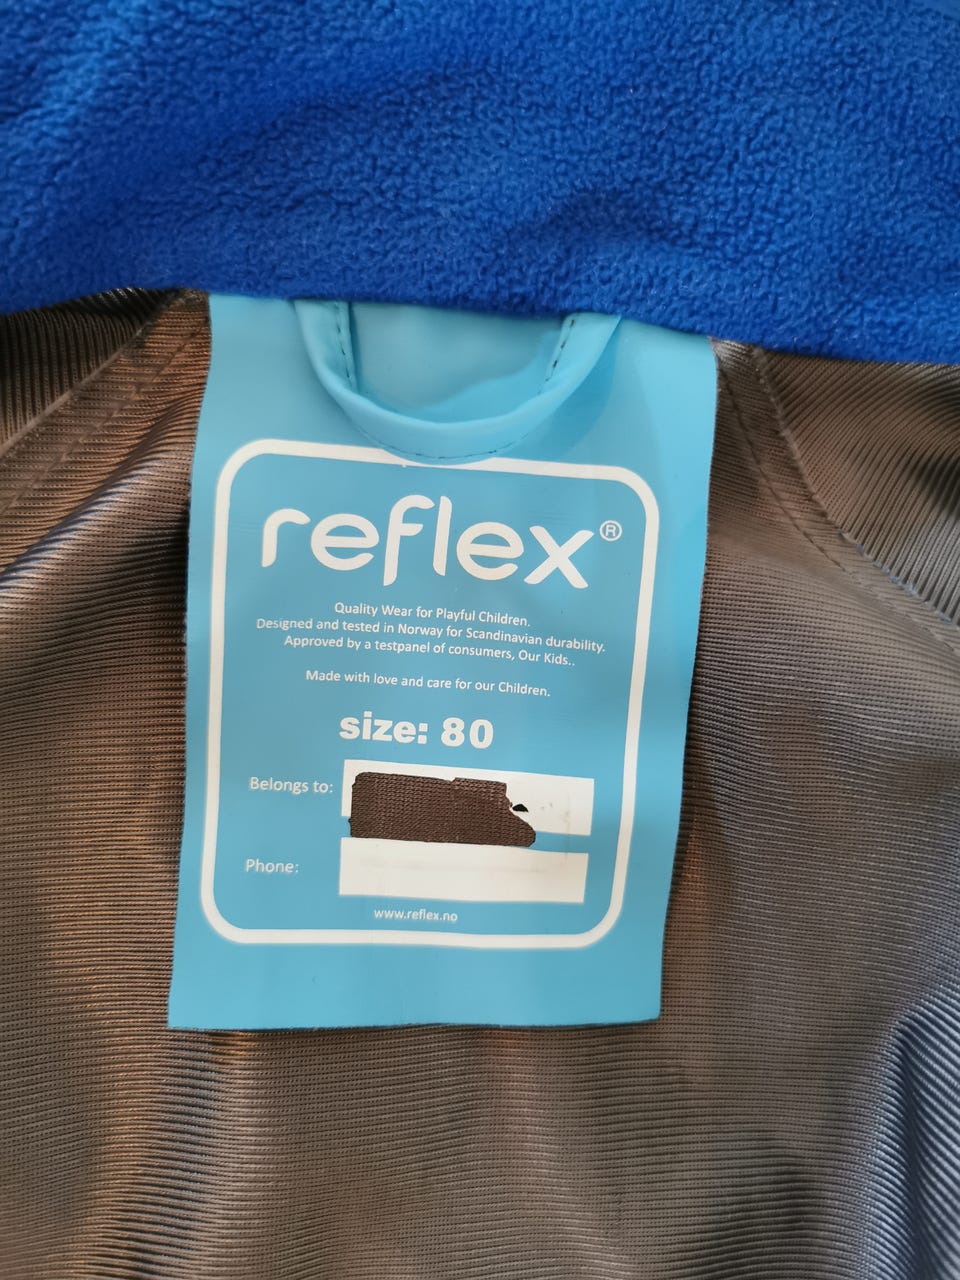 reflex®
Quality Wear for Playful Children.
Designed and tested in Norway for Scandinavian durability.
Approved by a testpanel of consumers, Our Kids..
Made with love and care for our Children.
size: 80
Belongs to:
Phone:
www.reflex.no